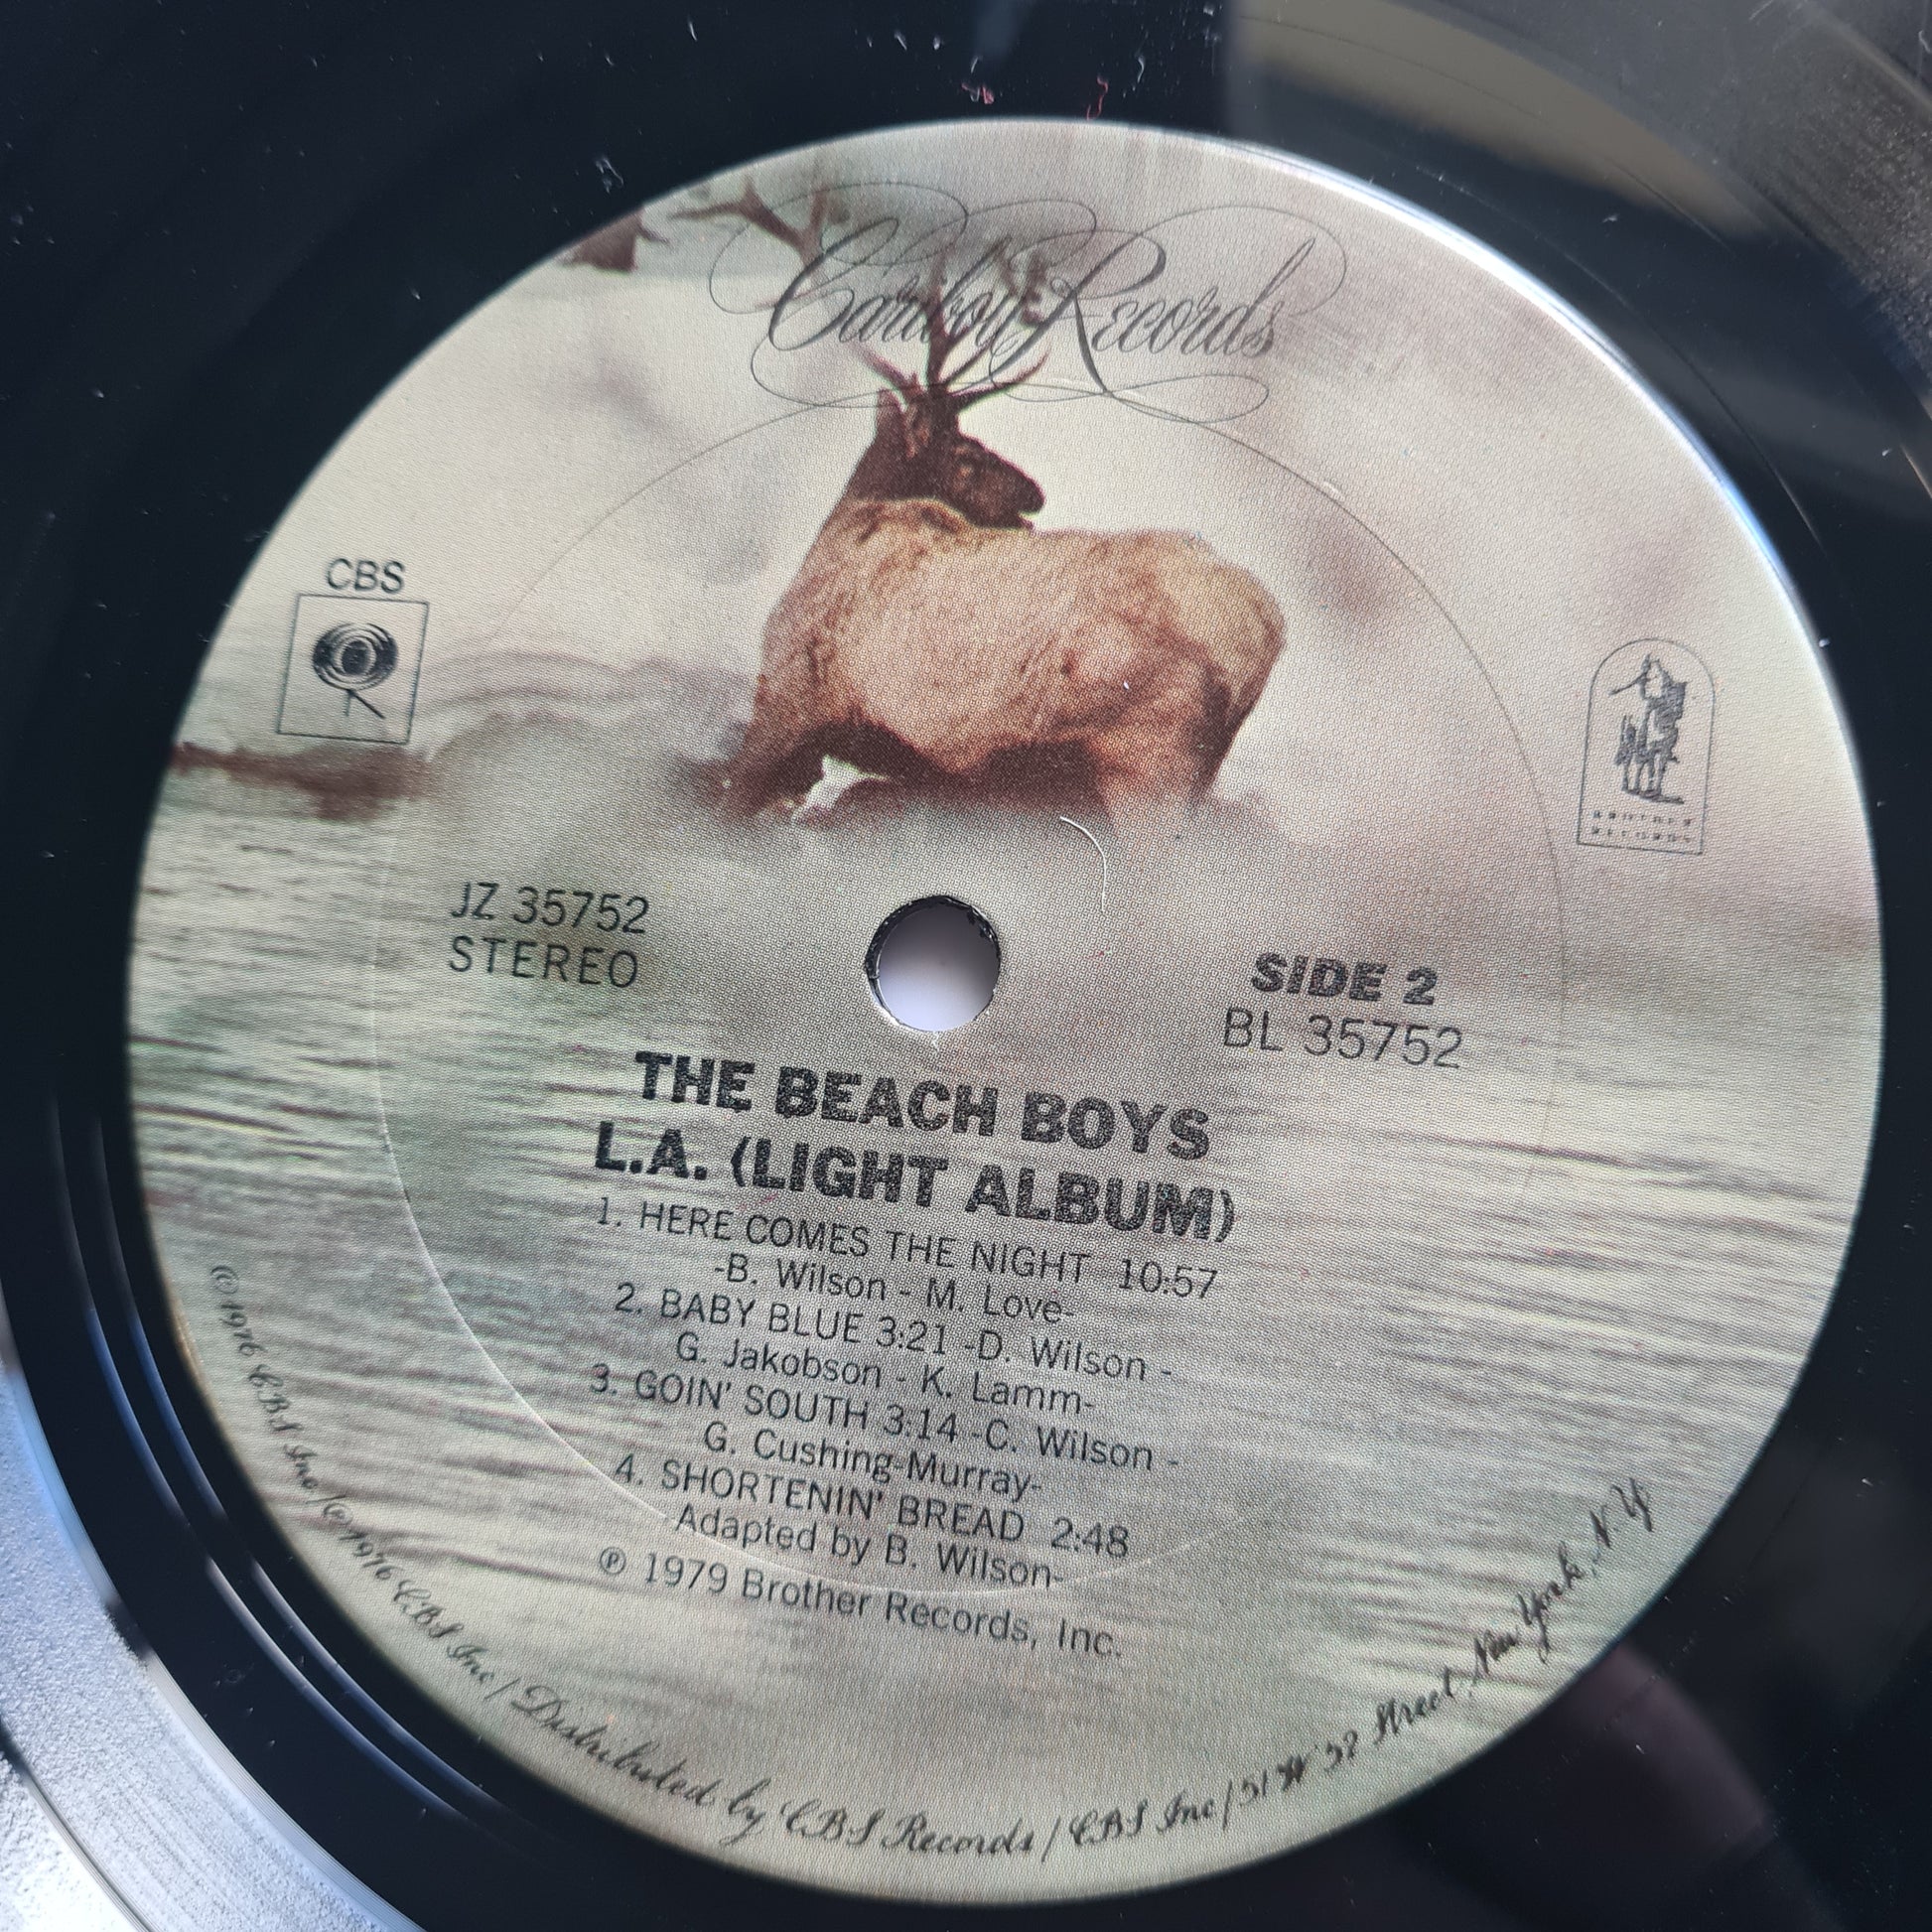 Caribou Records
CBS
BROTHER
RECORDS
JZ 35752
STEREO
SIDE 2
BL 35752
THE BEACH BOYS
L.A. (LIGHT ALBUM)
1. HERE COMES THE NIGHT 10:57
-B. Wilson - M. Love-
2. BABY BLUE 3:21 -D. Wilson -
G. Jakobson - K. Lamm-
3. GOIN' SOUTH 3:14 -C. Wilson -
G. Cushing-Murray-
4. SHORTENIN' BREAD 2:48
Adapted by B. Wilson-
℗ 1979 Brother Records, Inc.
©1976 CBS Inc/℗1976 CBS Inc/Distributed by CBS Records/CBS Inc/51 W 52 Street, New York, N.Y